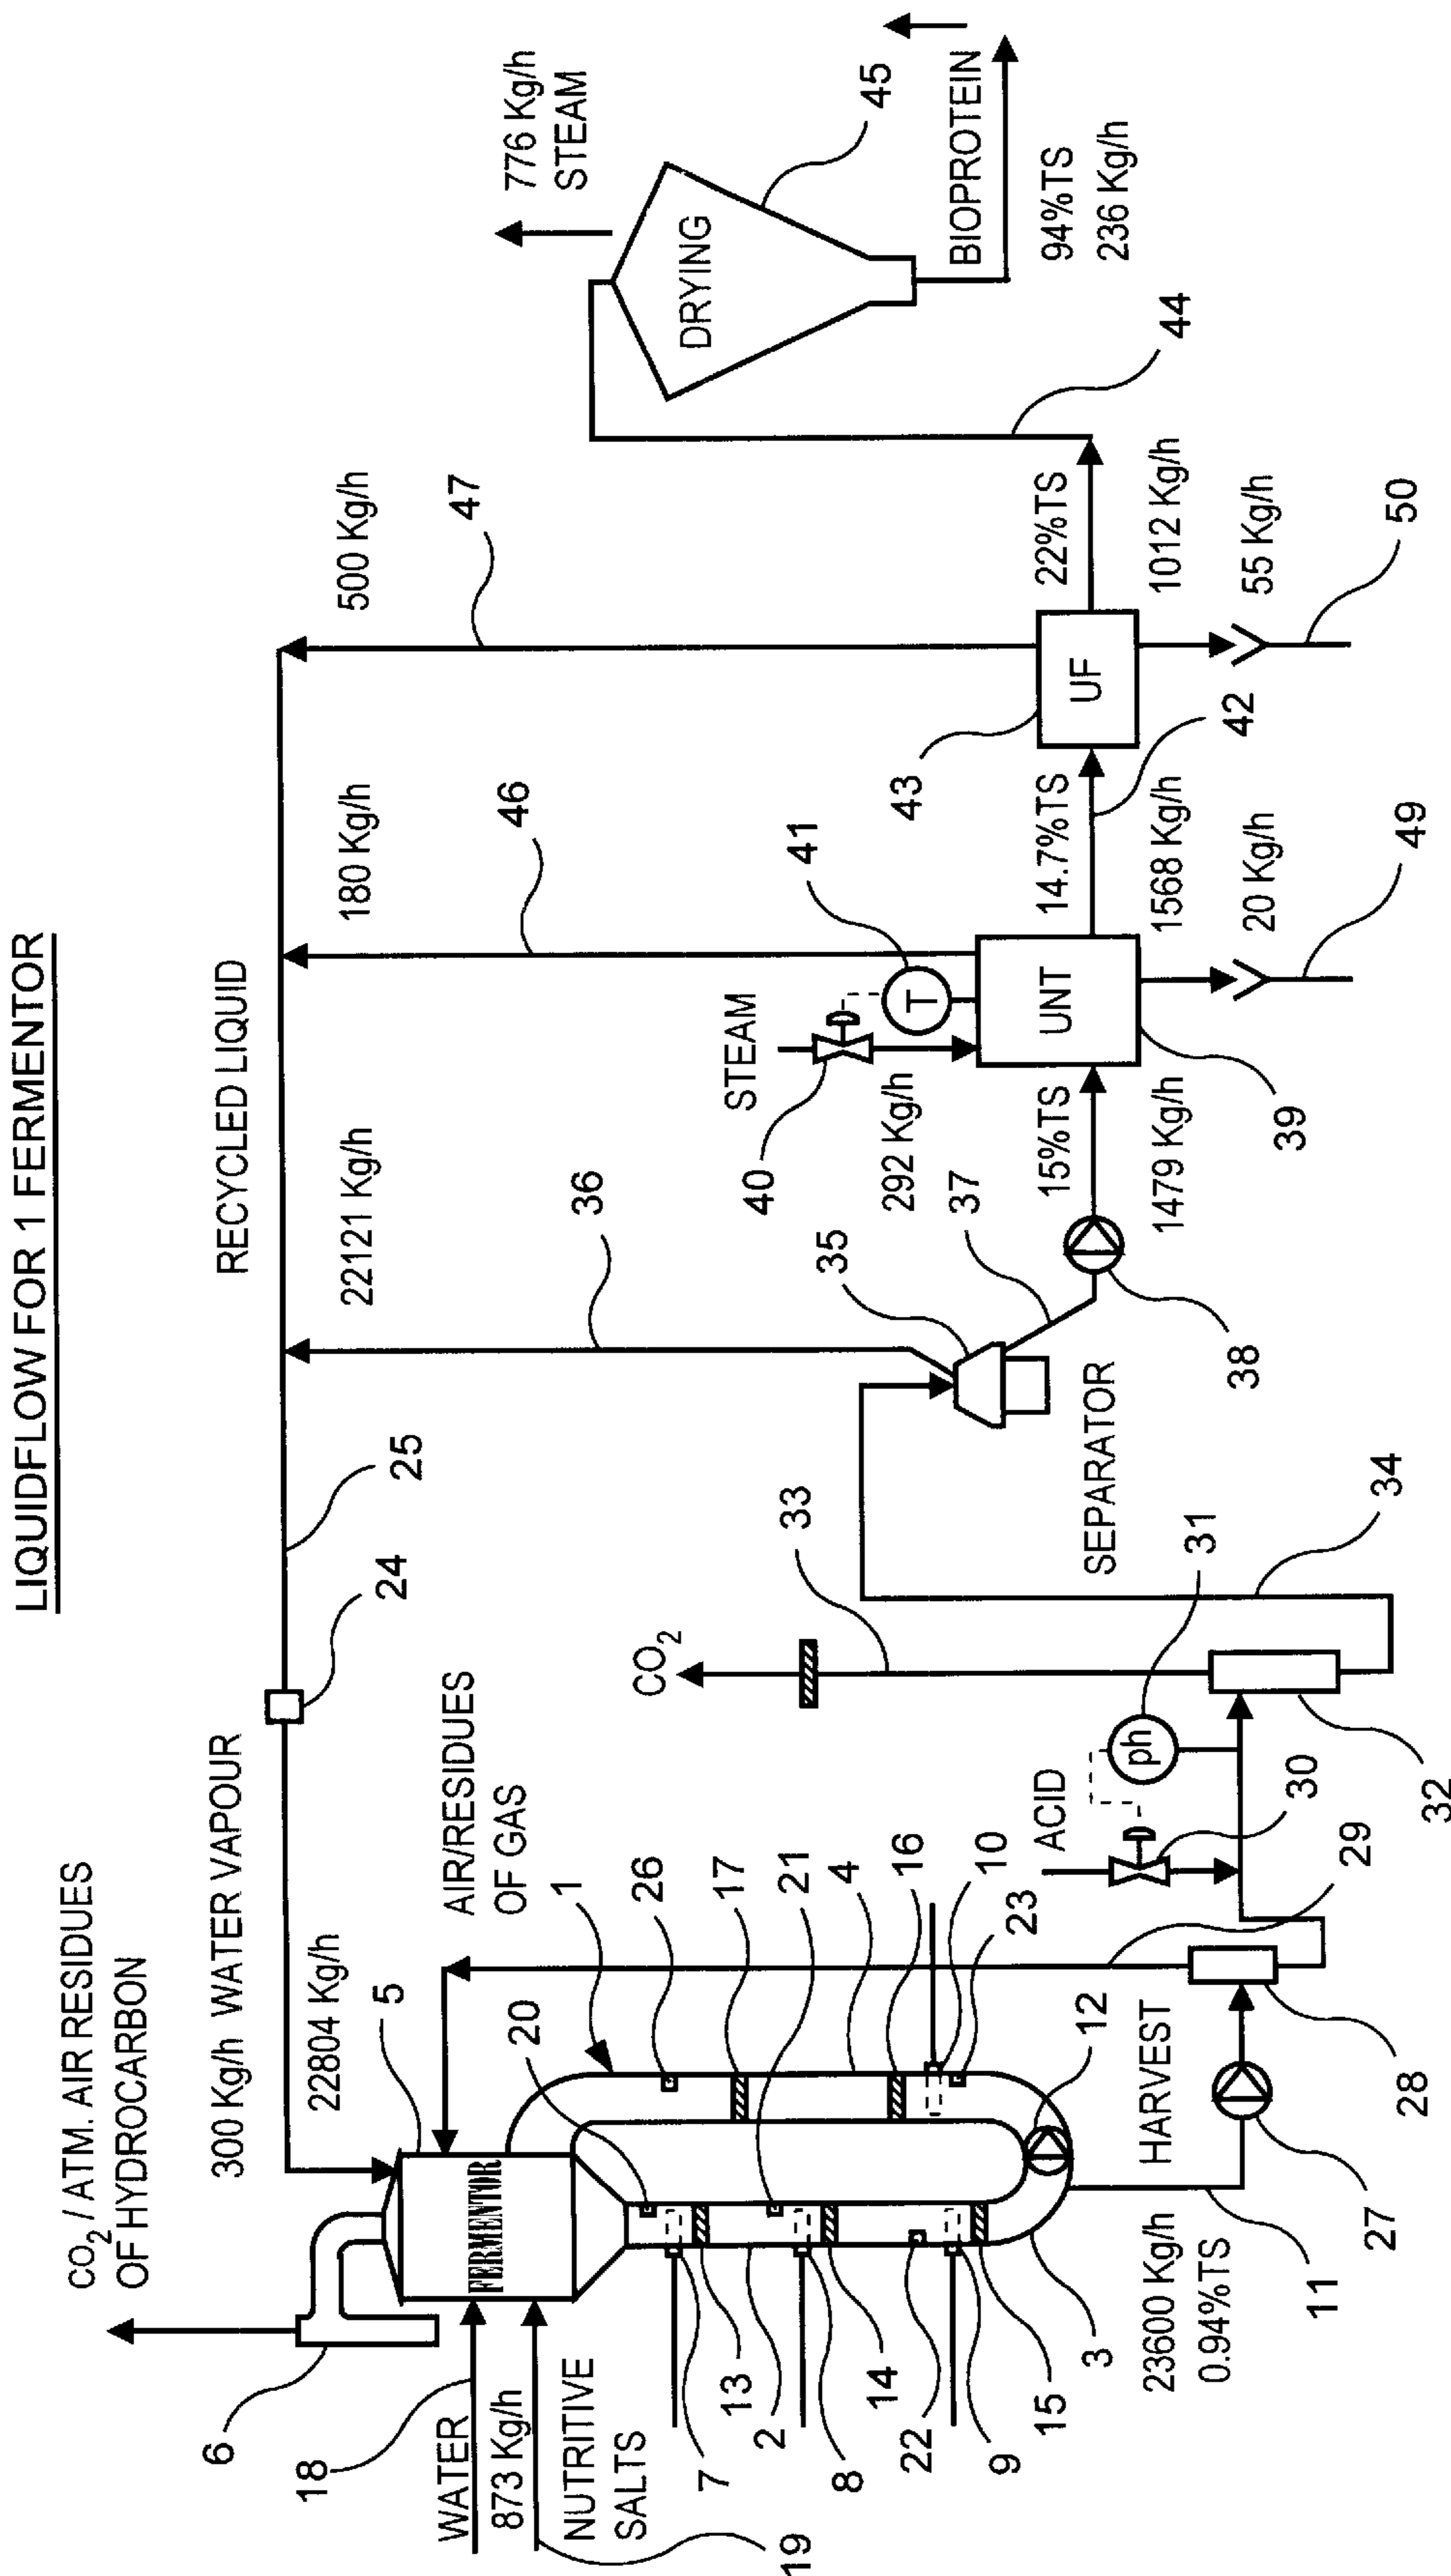 LIQUIDFLOW FOR 1 FERMENTOR
CO2 / ATM. AIR RESIDUES
OF HYDROCARBON
300 Kg/h WATER VAPOUR
22804 Kg/h
RECYCLED LIQUID
24
25
22121 Kg/h
36
180 Kg/h
46
500 Kg/h
47
776 Kg/h
STEAM
6
18
WATER
873 Kg/h
19
NUTRITIVE
SALTS
FERMENTOR
5
AIR/RESIDUES
OF GAS
20
1
26
17
21
16
4
10
23
12
7
13
2
8
14
22
9
15
3
CO2
33
ACID
ph
31
30
29
32
34
HARVEST
28
27
11
23600 Kg/h
0.94%TS
SEPARATOR
35
37
38
STEAM
40
292 Kg/h
T
41
UNT
39
15%TS
1479 Kg/h
14.7%TS
1568 Kg/h
20 Kg/h
49
42
43
UF
22%TS
1012 Kg/h
55 Kg/h
50
44
DRYING
45
BIOPROTEIN
94%TS
236 Kg/h